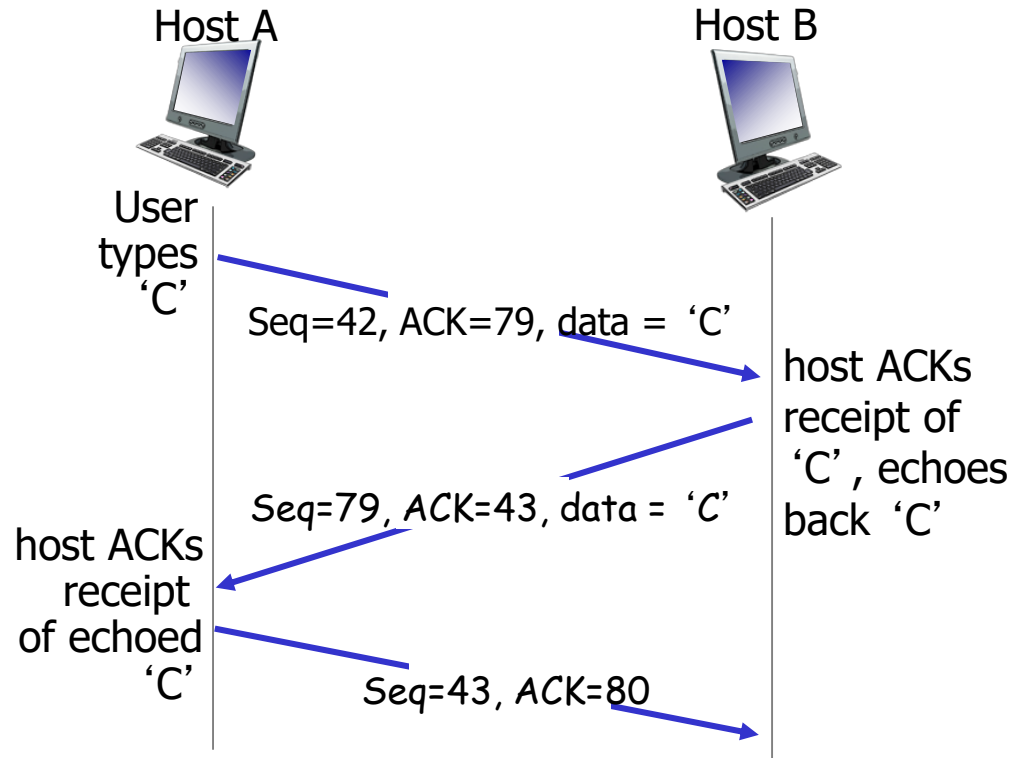 Host A
Host B
User
types
‘C’
Seq=42, ACK=79, data = ‘C’
host ACKs
receipt of
‘C’, echoes
back ‘C’
Seq=79, ACK=43, data = ‘C’
host ACKs
receipt
of echoed
‘C’
Seq=43, ACK=80